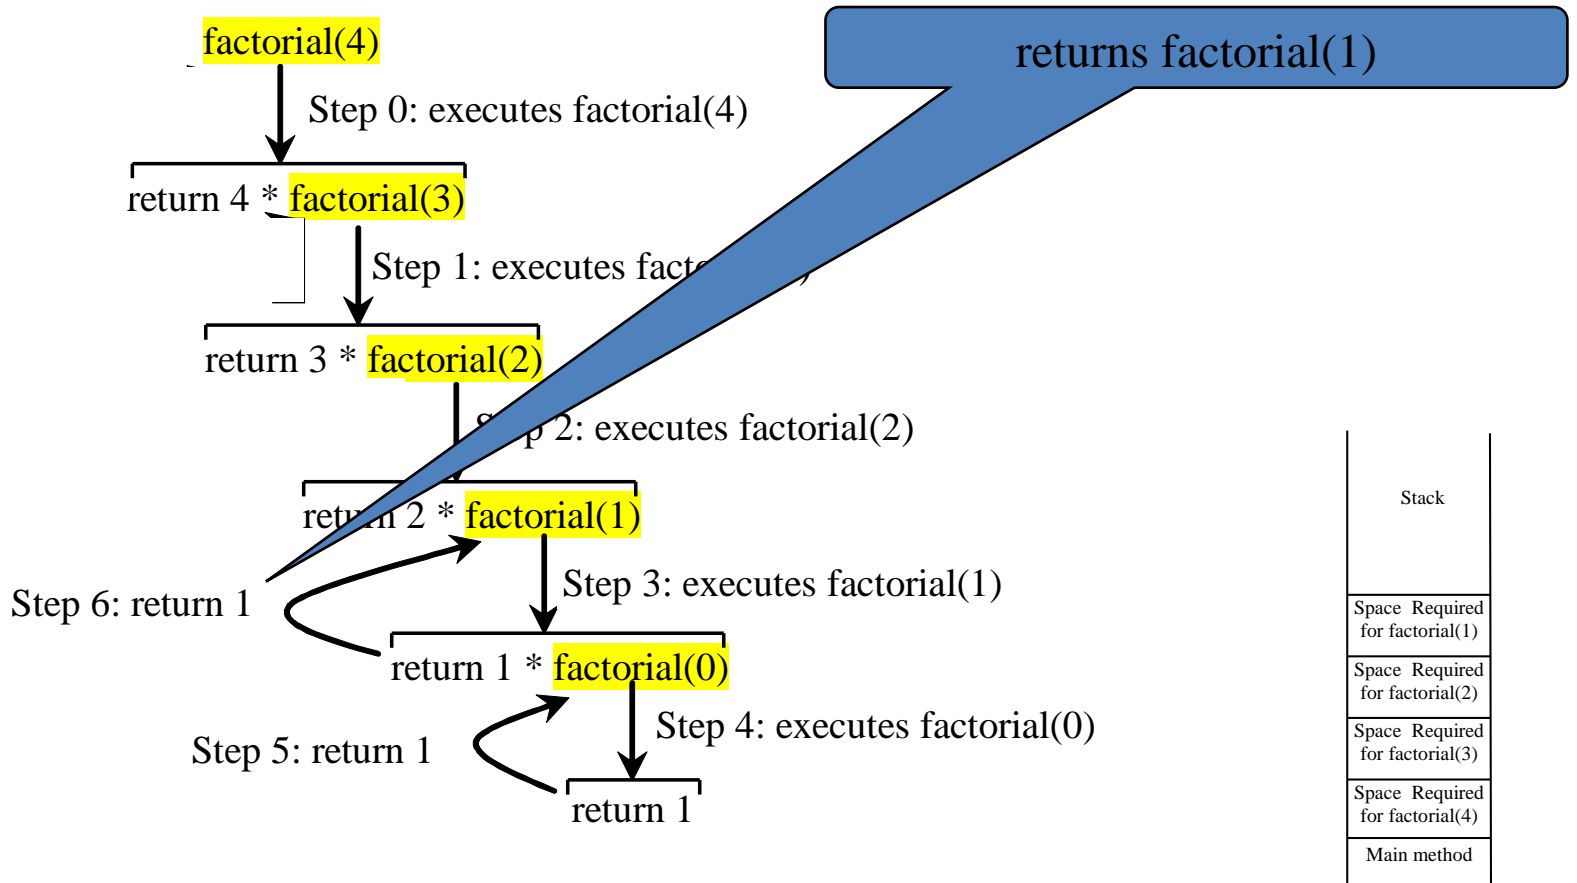 factorial(4)
returns factorial(1)
Step 0: executes factorial(4)
return 4 * factorial(3)
Step 1: executes
return 3 * factorial(2)
2: executes factorial(2)
return 2 * factorial(1)
Step 3: executes factorial(1)
Step 6: return 1
return 1 * factorial(0)
Step 4: executes factorial(0)
Step 5: return 1
return 1
Stack
Space Required
for factorial(1)
Space Required
for factorial(2)
Space Required
for factorial(3)
Space Required
for factorial(4)
Main method